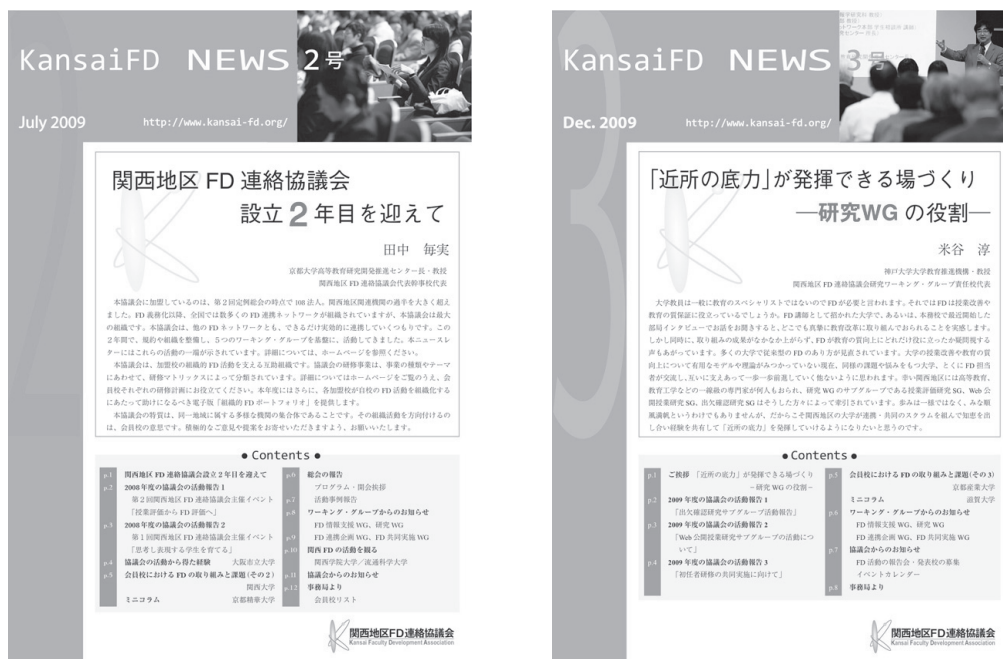 KansaiFD NEWS 2号
July 2009
http://www.kansai-fd.org/
関西地区 FD 連絡協議会
設立 2 年目を迎えて
田中 毎実
京都大学高等教育研究開発推進センター長・教授
関西地区 FD 連絡協議会代表幹事校代表
本協議会に加盟しているのは、第2回定例総会の時点で 108 法人。関西地区関連機関の過半を大きく超え
ました。FD 義務化以降、全国では数多くの FD 連携ネットワークが組織されていますが、本協議会は最大
の組織です。本協議会は、他の FD ネットワークとも、できるだけ実効的に連携していくつもりです。この
2年間で、規約や組織を整備し、5つのワーキング・グループを基盤に、活動してきました。本ニュースレ
ターにはこれらの活動の一端が示されています。詳細については、ホームページを参照ください。
本協議会は、加盟校の組織的 FD 活動を支える互助組織です。協議会の研修事業は、事業の種類やテーマ
にあわせて、研修マトリックスによって分類されています。詳細についてはホームページをご覧のうえ、会
員校それぞれの研修計画にお役立てください。本年度にはさらに、各加盟校が自校の FD 活動を組織化する
にあたって助けになるべき電子版「組織的 FD ポートフォリオ」を提供します。
本協議会の特質は、同一地域に属する多様な機関の集合体であることです。その組織活動を方向付けるの
は、会員校の意思です。積極的なご意見や提案をお寄せいただきますよう、お願いいたします。
● Contents ●
p.1 関西地区 FD 連絡協議会設立2年目を迎えて
p.2 2008年度の協議会の活動報告1
第2回関西地区 FD 連絡協議会主催イベント
「授業評価から FD 評価へ」
p.3 2008年度の協議会の活動報告2
第1回関西地区 FD 連絡協議会主催イベント
「思考し表現する学生を育てる」
p.4 協議会の活動から得た経験 大阪市立大学
p.5 会員校における FD の取り組みと課題(その2)
関西大学
ミニコラム 京都精華大学
p.6 総会の報告
プログラム・開会挨拶
p.7 活動事例報告
p.8 ワーキング・グループからのお知らせ
FD 情報支援 WG、研究 WG
p.9 FD 連携企画 WG、FD 共同実施 WG
p.10 関西 FD の活動を観る
関西学院大学/流通科学大学
p.11 協議会からのお知らせ
p.12 事務局より
会員校リスト
関西地区FD連絡協議会
Kansai Faculty Development Association
KansaiFD NEWS 3号
Dec. 2009
http://www.kansai-fd.org/
「近所の底力」が発揮できる場づくり
―研究WG の役割―
米谷 淳
神戸大学大学教育推進機構・教授
関西地区 FD 連絡協議会研究ワーキング・グループ責任校代表
大学教員は一般に教育のスペシャリストではないので FD が必要と言われます。それでは FD は授業改善や
教育の質保証に役立っているでしょうか。FD 講師として招かれた大学で、あるいは、本務校で最近開始した
部局インタビューでお話をお聞きすると、どこでも真摯に教育改革に取り組んでおられることを実感します。
しかし同時に、取り組みの成果がなかなか上がらず、FD が教育の質向上にどれだけ役に立ったか疑問視する
声もあがっています。多くの大学で従来型の FD のあり方が見直されています。大学の授業改善や教育の質
向上について有用なモデルや理論がみつかっていない現在、同様の課題や悩みをもつ大学、とくに FD 担当
者が交流し、互いに支えあって一歩一歩前進していく他ないように思われます。幸い関西地区には高等教育、
教育工学などの一線級の専門家が何人もおられ、研究 WG のサブグループである授業評価研究 SG、Web 公
開授業研究 SG、出欠確認研究 SG はそうした方々によって牽引されています。歩みは一様ではなく、みな順
風満帆というわけでもありませんが、だからこそ関西地区の大学が連携・共同のスクラムを組んで知恵を出
し合い経験を共有して「近所の底力」を発揮していけるようになりたいと思うのです。
● Contents ●
p.1 ご挨拶 「近所の底力」が発揮できる場づくり
－研究 WG の役割－
p.2 2009年度の協議会の活動報告1
「出欠確認研究サブグループ活動報告」
p.3 2009年度の協議会の活動報告2
「Web 公開授業研究サブグループの活動につ
いて」
p.4 2009年度の協議会の活動報告3
「初任者研修の共同実施に向けて」
p.5 会員校における FD の取り組みと課題(その3)
京都産業大学
ミニコラム 滋賀大学
p.6 ワーキング・グループからのお知らせ
FD 情報支援 WG、研究 WG
FD 連携企画 WG、FD 共同実施 WG
p.7 協議会からのお知らせ
FD 活動の報告会・発表校の募集
イベントカレンダー
p.8 事務局より
関西地区FD連絡協議会
Kansai Faculty Development Association